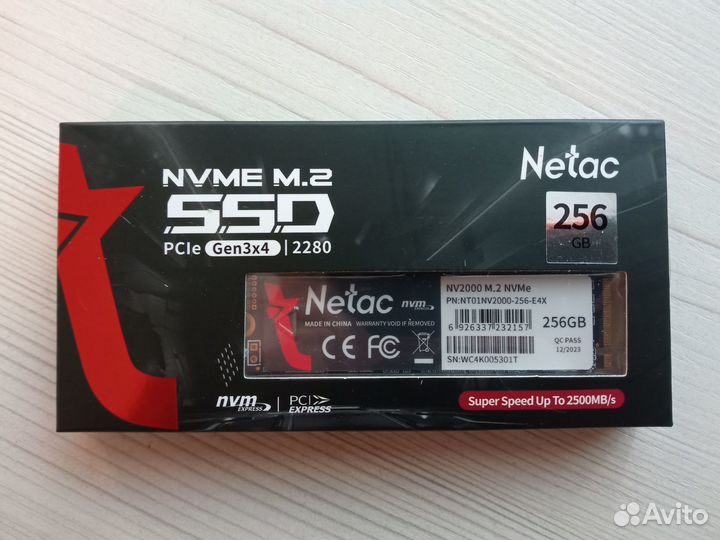 NVME M.2
SSD
PCIe Gen3x4 | 2280
Netac
256
GB
Netac nvm EXPRESS
MADE IN CHINA WARRANTY VOID IF REMOVED
CE FC
NV2000 M.2 NVMe
PN:NT01NV2000-256-E4X
6 926337 232157
256GB
QC PASS
12/2023
SN:WC4K005301T
nvm EXPRESS | PCI EXPRESS
Super Speed Up To 2500MB/s
Avito